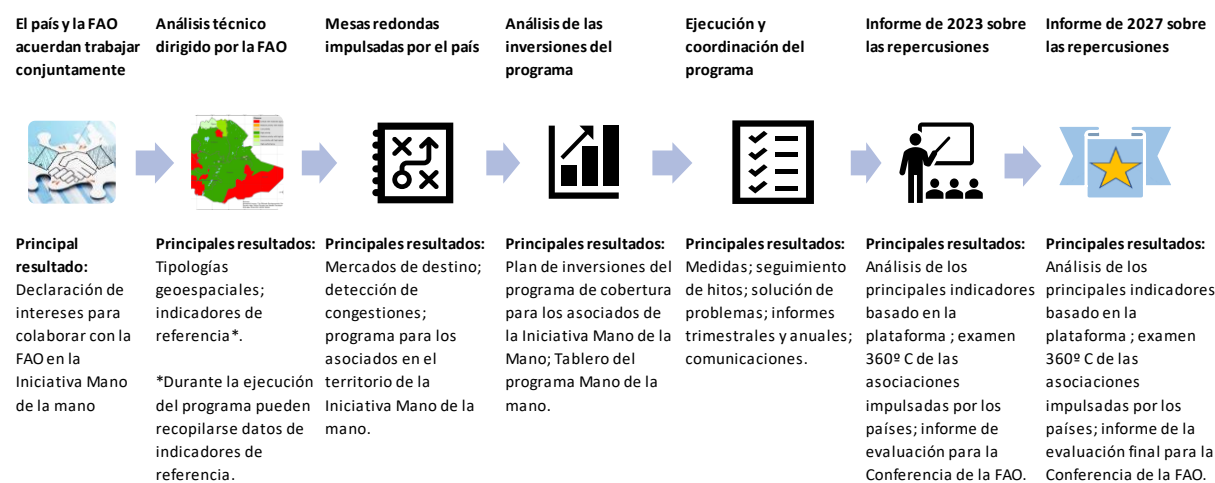 El país y la FAO
acuerdan trabajar
conjuntamente
Análisis técnico
dirigido por la FAO
Mesas redondas
impulsadas por el país
Análisis de las
inversiones del
programa
Ejecución y
coordinación del
programa
Informe de 2023 sobre
las repercusiones
Informe de 2027 sobre
las repercusiones
Principal
resultado:
Declaración de
intereses para
colaborar con la
FAO en la
Iniciativa Mano
de la mano
Principales resultados:
Tipologías
geoespaciales;
indicadores de
referencia*.
*Durante la ejecución
del programa pueden
recopilarse datos de
indicadores de
referencia.
Principales resultados:
Mercados de destino;
detección de
congestiones;
programa para los
asociados en el
territorio de la
Iniciativa Mano de la
mano.
Principales resultados:
Plan de inversiones del
programa de cobertura
para los asociados de
la Iniciativa Mano de la
Mano; Tablero del
programa Mano de la
mano.
Principales resultados:
Medidas; seguimiento
de hitos; solución de
problemas; informes
trimestrales y anuales;
comunicaciones.
Principales resultados:
Análisis de los
principales indicadores
basado en la
plataforma ; examen
360º C de las
asociaciones
impulsadas por los
países; informe de
evaluación para la
Conferencia de la FAO.
Principales resultados:
Análisis de los
principales indicadores
basado en la
plataforma ; examen
360º C de las
asociaciones
impulsadas por los
países; informe de la
evaluación final para la
Conferencia de la FAO.